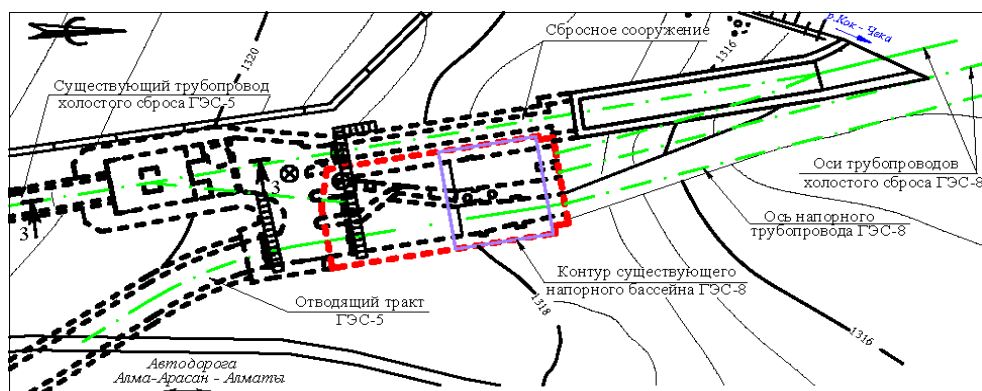 р.Кок - Чека
1320
1316
Сбросное сооружение
Существующий трубопровод
холостого сброса ГЭС-5
3
3
Оси трубопроводов
холостого сброса ГЭС-8
Ось напорного
трубопровода ГЭС-8
Контур существующего
напорного бассейна ГЭС-8
Отводящий тракт
ГЭС-5
1318
1316
Автодорога
Алма-Арасан - Алматы